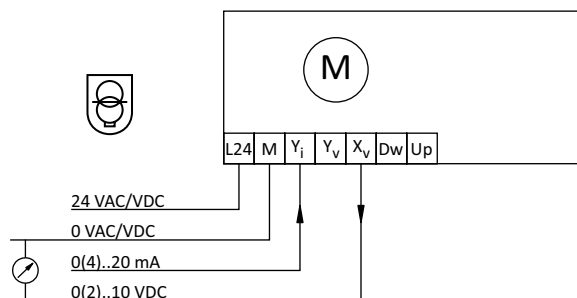 M
L24 M Yi Yv Xv Dw Up
24 VAC/VDC
0 VAC/VDC
0(4)..20 mA
0(2)..10 VDC